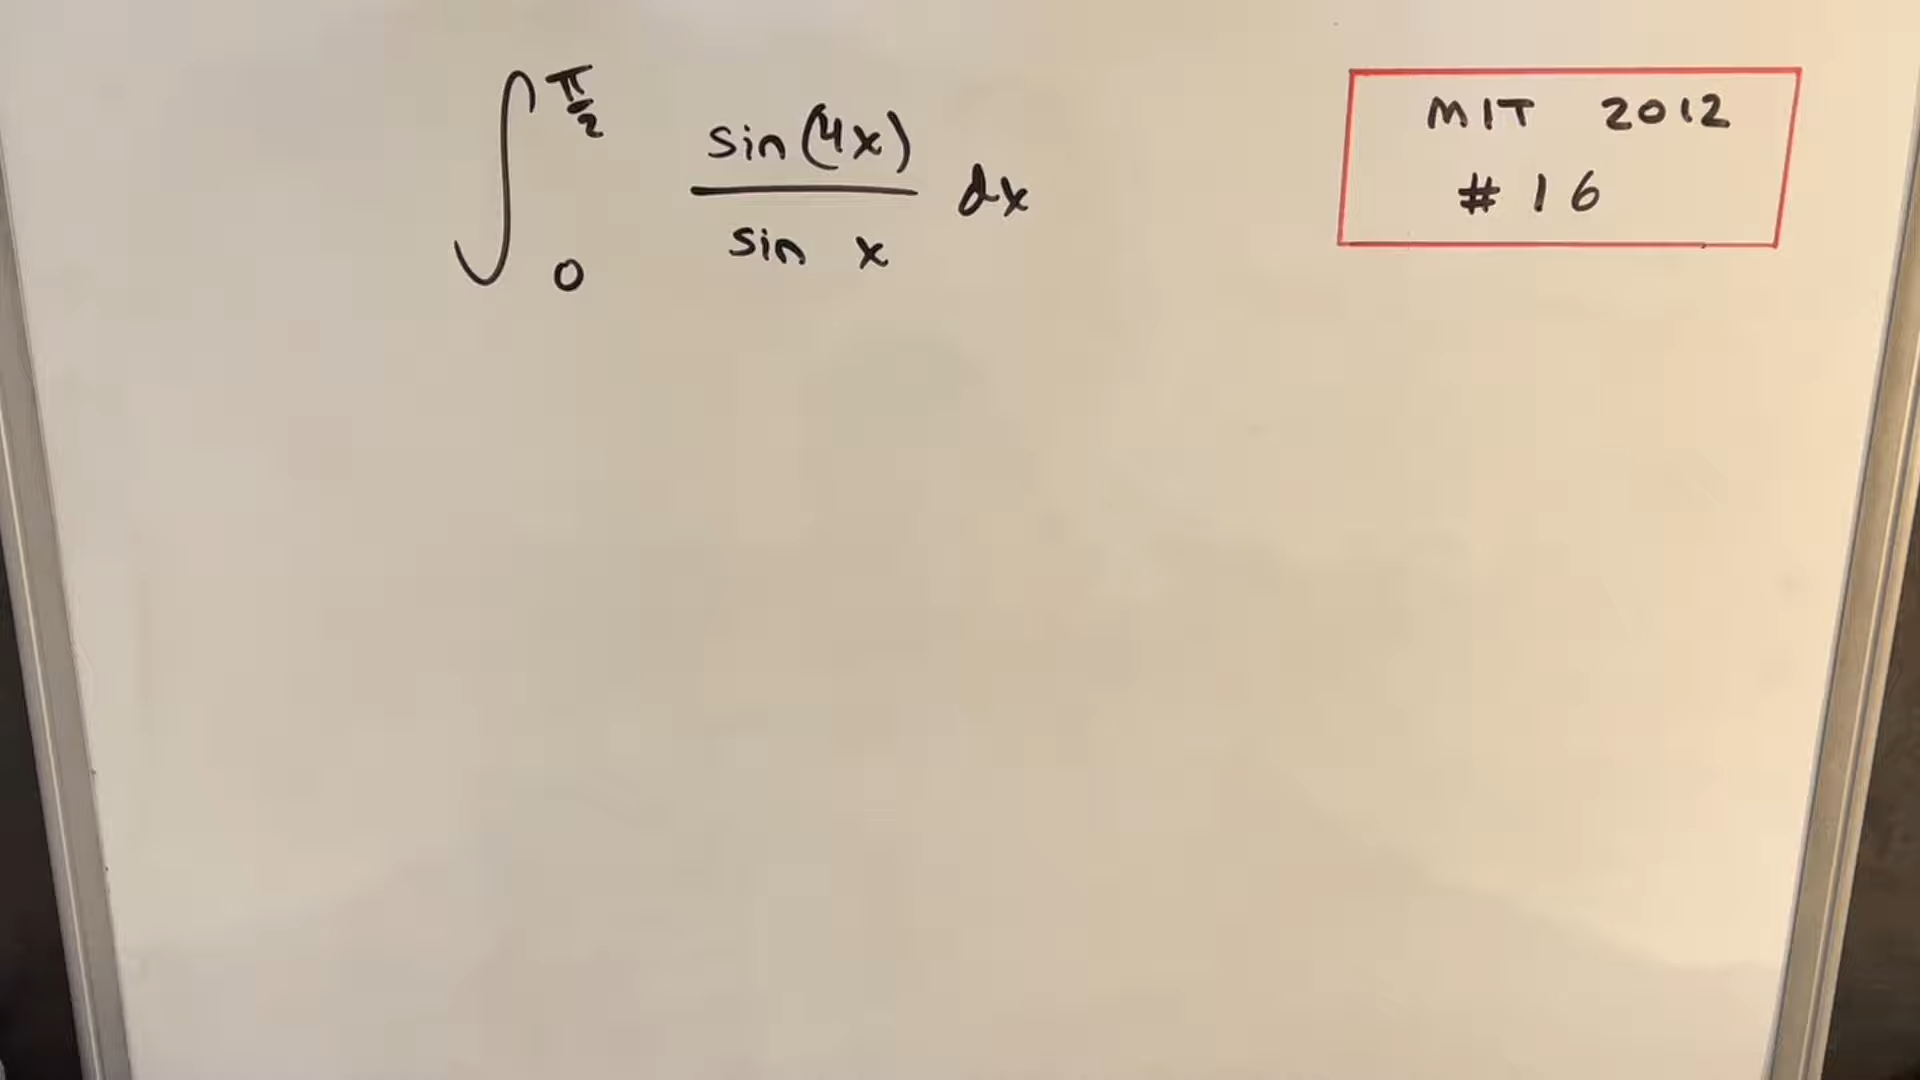 ∫₀^{π/2} sin(4x)/sin x dx
MIT 2012
#16